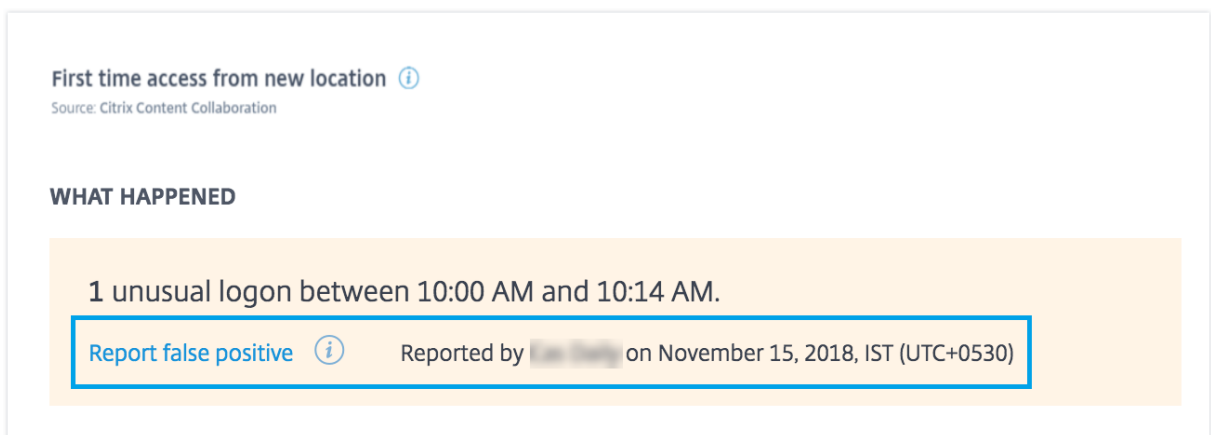 First time access from new location i
Source: Citrix Content Collaboration
WHAT HAPPENED
1 unusual logon between 10:00 AM and 10:14 AM.
Report false positive i Reported by on November 15, 2018, IST (UTC+0530)